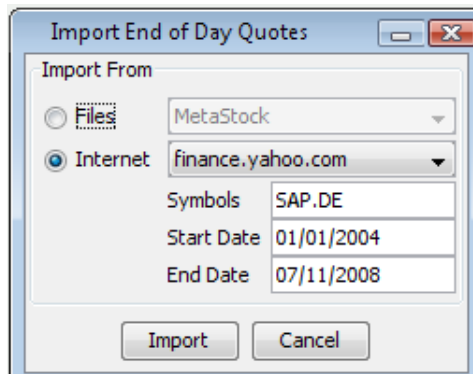 Import End of Day Quotes
Import From
Files MetaStock
Internet finance.yahoo.com
Symbols SAP.DE
Start Date 01/01/2004
End Date 07/11/2008
Import Cancel